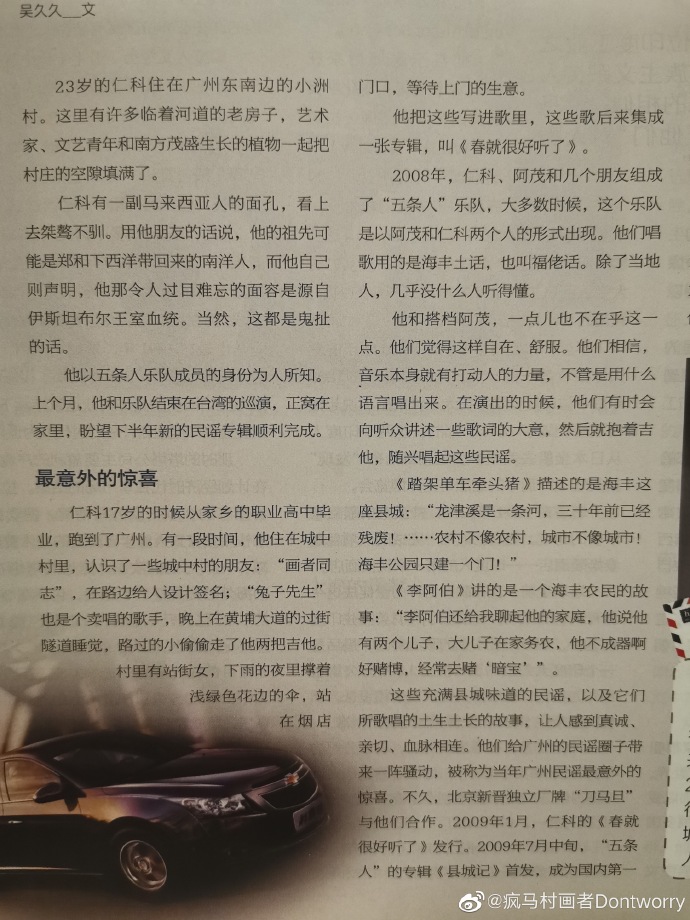 吴久久__文
23岁的仁科住在广州东南边的小洲
村。这里有许多临着河道的老房子，艺术
家、文艺青年和南方茂盛生长的植物一起把
村庄的空隙填满了。
仁科有一副马来西亚人的面孔，看上
去桀骜不驯。用他朋友的话说，他的祖先可
能是郑和下西洋带回来的南洋人，而他自己
则声明，他那令人过目难忘的面容是源自
伊斯坦布尔王室血统。当然，这都是鬼扯
的话。
他以五条人乐队成员的身份为人所知。
上个月，他和乐队结束在台湾的巡演，正窝在
家里，盼望下半年新的民谣专辑顺利完成。
最意外的惊喜
仁科17岁的时候从家乡的职业高中毕
业，跑到了广州。有一段时间，他住在城中
村里，认识了一些城中村的朋友：“画者同
志”，在路边给人设计签名；“兔子先生”
也是个卖唱的歌手，晚上在黄埔大道的过街
隧道睡觉，路过的小偷偷走了他两把吉他。
村里有站街女，下雨的夜里撑着
浅绿色花边的伞，站
在烟店
门口，等待上门的生意。
他把这些写进歌里，这些歌后来集成
一张专辑，叫《春就很好听了》。
2008年，仁科、阿茂和几个朋友组成
了“五条人”乐队，大多数时候，这个乐队
是以阿茂和仁科两个人的形式出现。他们唱
歌用的是海丰土话，也叫福佬话。除了当地
人，几乎没什么人听得懂。
他和搭档阿茂，一点儿也不在乎这一
点。他们觉得这样自在、舒服。他们相信，
音乐本身就有打动人的力量，不管是用什么
语言唱出来。在演出的时候，他们有时会
向听众讲述一些歌词的大意，然后就抱着吉
他，随兴唱起这些民谣。
《踏架单车牵头猪》描述的是海丰这
座县城：“龙津溪是一条河，三十年前已经
残废！……农村不像农村，城市不像城市！
海丰公园只建一个门！”
《李阿伯》讲的是一个海丰农民的故
事：“李阿伯还给我聊起他的家庭，他说他
有两个儿子，大儿子在家务农，他不成器啊
好赌博，经常去赌‘暗宝’”。
这些充满县城味道的民谣，以及它们
所歌唱的土生土长的故事，让人感到真诚、
亲切、血脉相连。他们给广州的民谣圈子带
来一阵骚动，被称为当年广州民谣最意外的
惊喜。不久，北京新晋独立厂牌“刀马旦”
与他们合作。2009年1月，仁科的《春就
很好听了》发行。2009年7月中旬，“五条
人”的专辑《县城记》首发，成为国内第一
@疯马村画者Dontworry